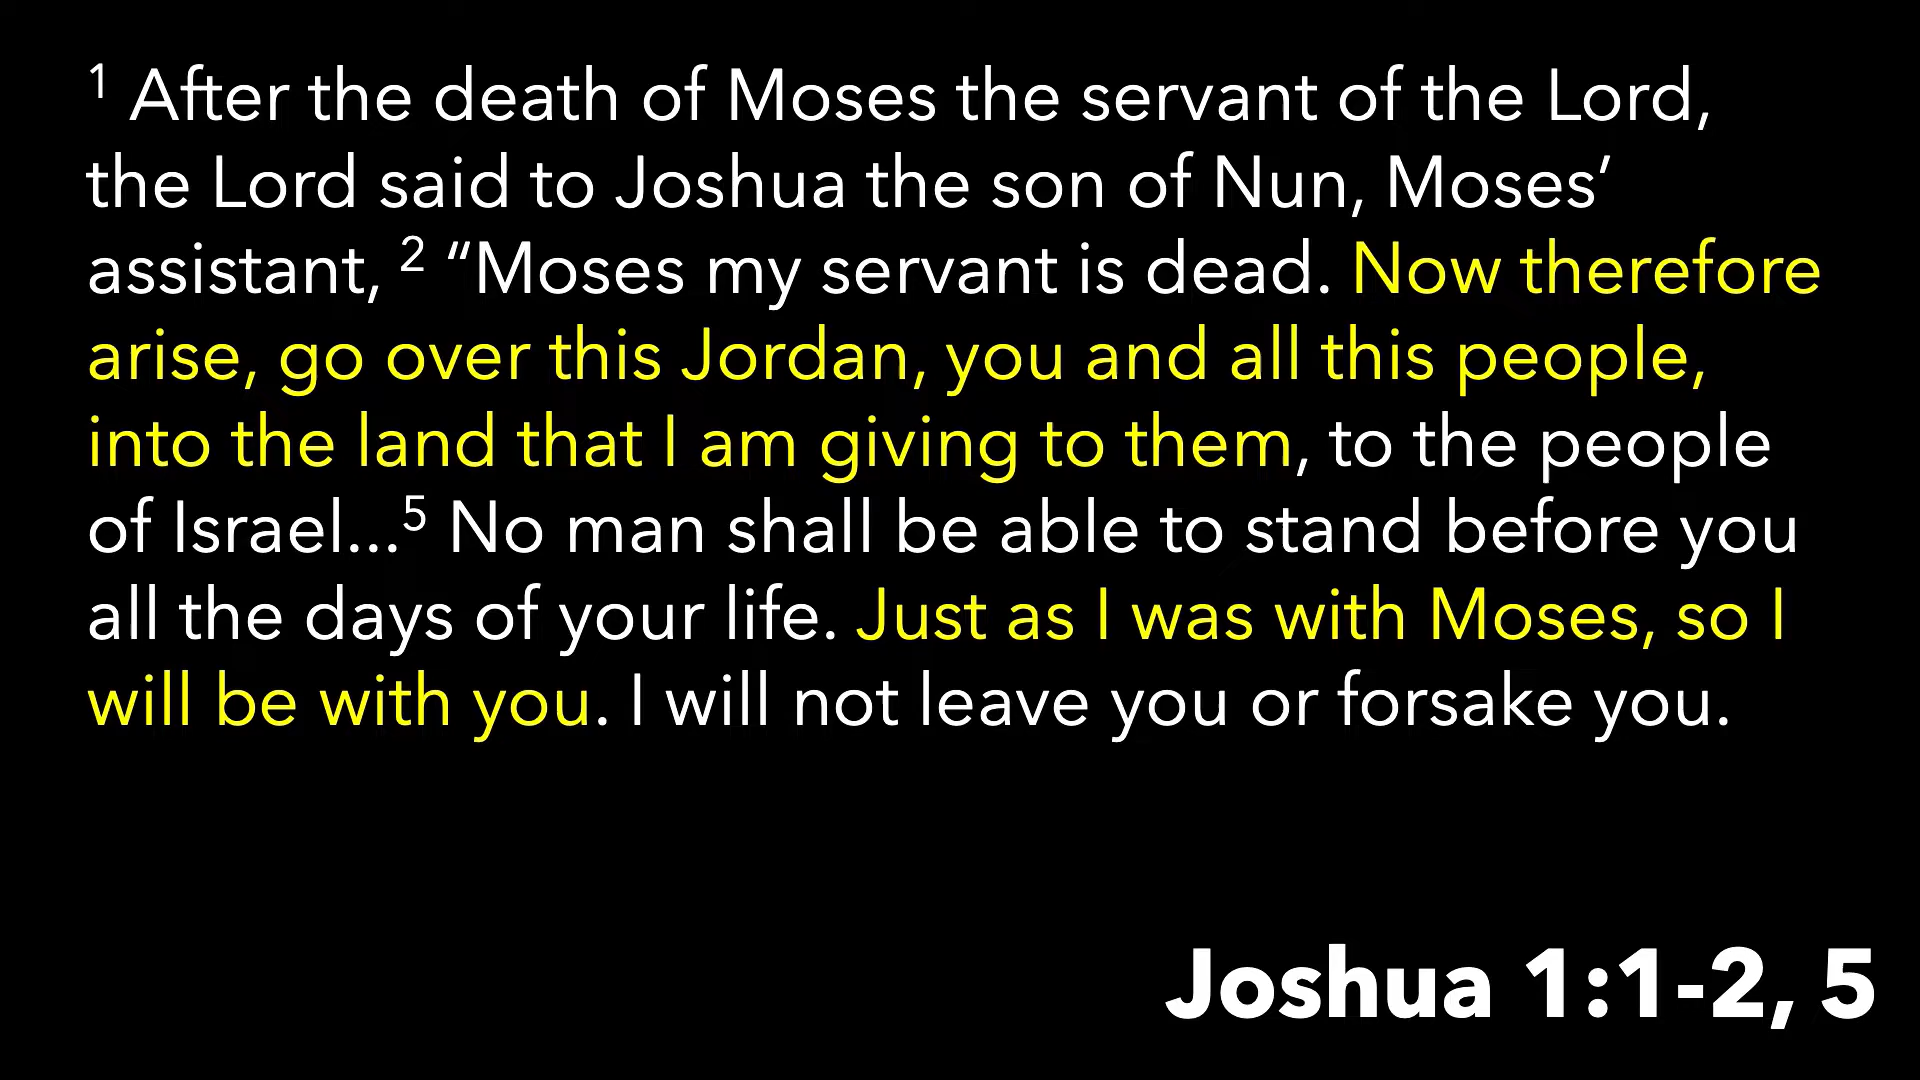 ¹ After the death of Moses the servant of the Lord,
the Lord said to Joshua the son of Nun, Moses’
assistant, ² “Moses my servant is dead. Now therefore
arise, go over this Jordan, you and all this people,
into the land that I am giving to them, to the people
of Israel...⁵ No man shall be able to stand before you
all the days of your life. Just as I was with Moses, so I
will be with you. I will not leave you or forsake you.
Joshua 1:1-2, 5